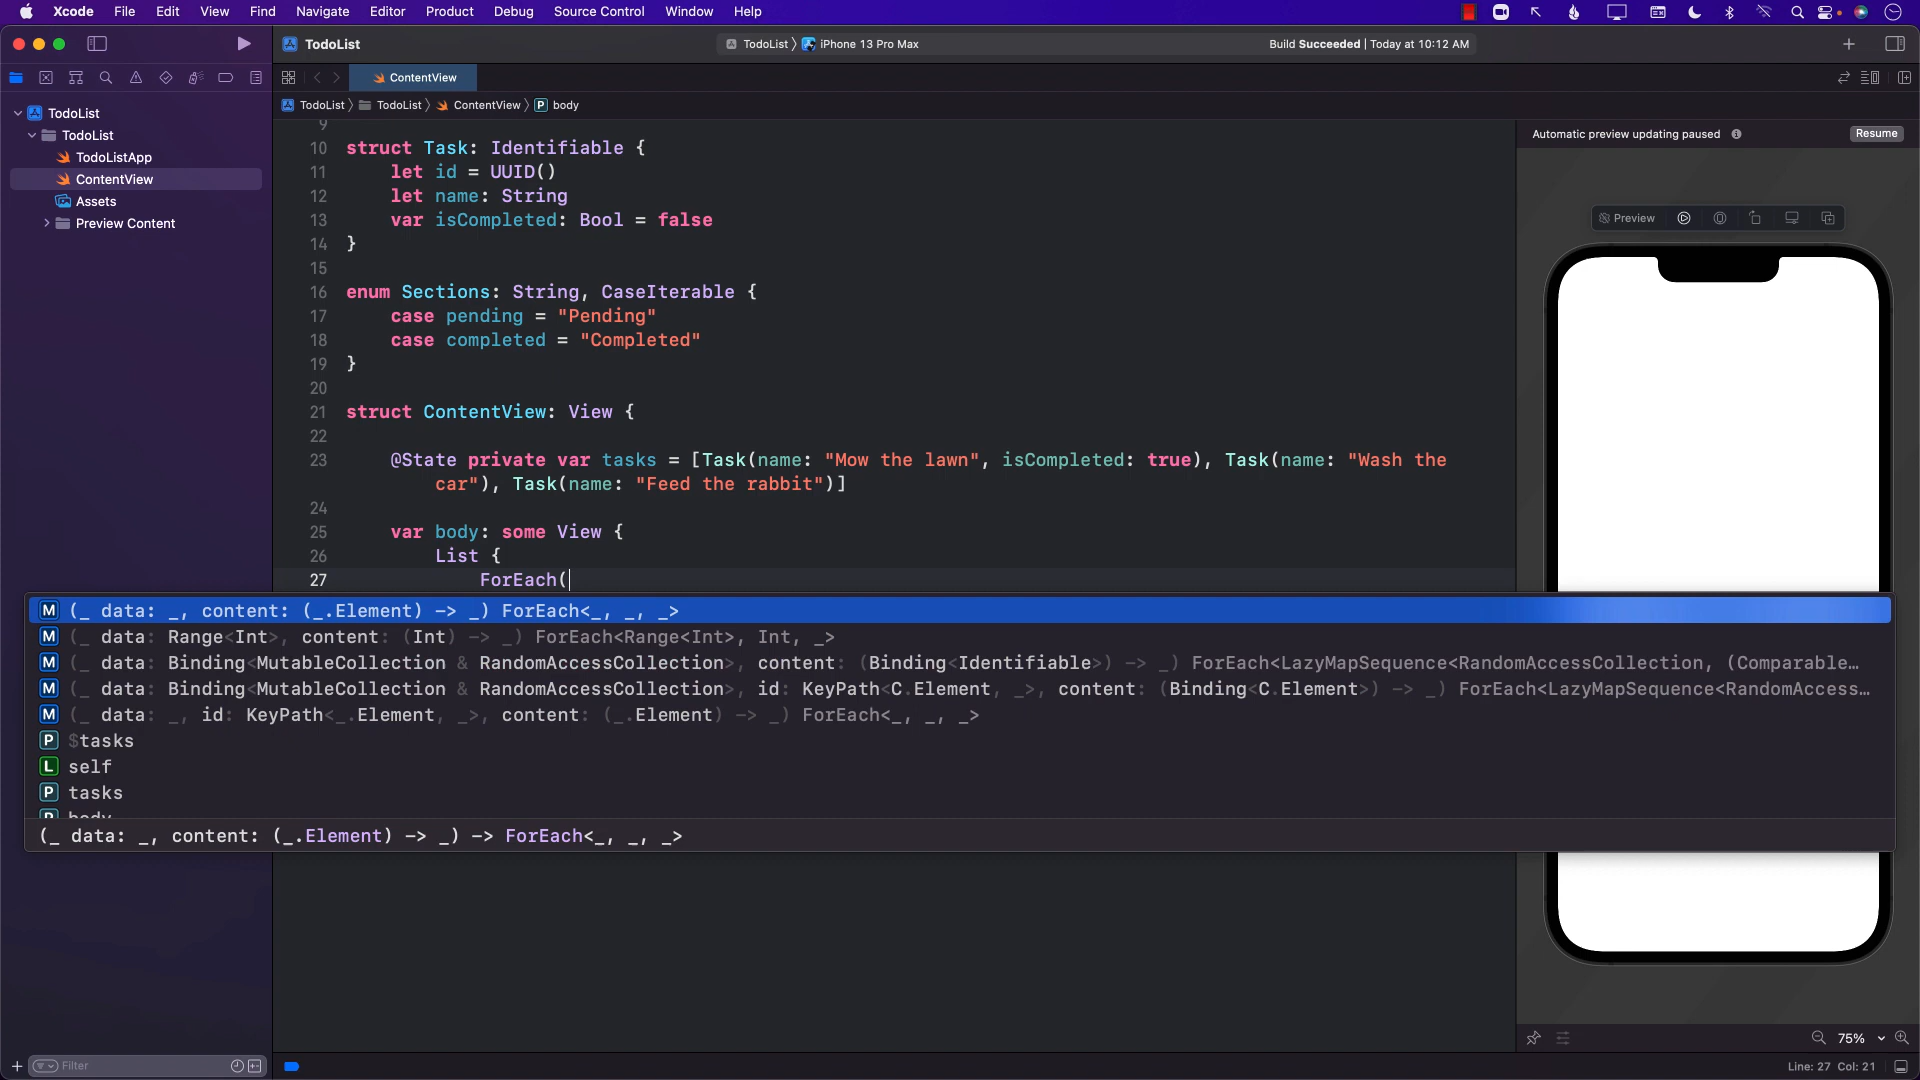 Xcode File Edit View Find Navigate Editor Product Debug Source Control Window Help
TodoList
TodoList 〉 iPhone 13 Pro Max
Build Succeeded | Today at 10:12 AM
ContentView
TodoList 〉 TodoList 〉 ContentView 〉 P body
TodoList
TodoList
TodoListApp
ContentView
Assets
Preview Content
Automatic preview updating paused
Resume
Preview
9
10 struct Task: Identifiable {
11 let id = UUID()
12 let name: String
13 var isCompleted: Bool = false
14 }
15
16 enum Sections: String, CaseIterable {
17 case pending = "Pending"
18 case completed = "Completed"
19 }
20
21 struct ContentView: View {
22
23 @State private var tasks = [Task(name: "Mow the lawn", isCompleted: true), Task(name: "Wash the
car"), Task(name: "Feed the rabbit")]
24
25 var body: some View {
26 List {
27 ForEach(
M (_ data: _, content: (_.Element) -> _) ForEach<_, _, _>
M (_ data: Range<Int>, content: (Int) -> _) ForEach<Range<Int>, Int, _>
M (_ data: Binding<MutableCollection & RandomAccessCollection>, content: (Binding<Identifiable>) -> _) ForEach<LazyMapSequence<RandomAccessCollection, (Comparable…
M (_ data: Binding<MutableCollection & RandomAccessCollection>, id: KeyPath<C.Element, _>, content: (Binding<C.Element>) -> _) ForEach<LazyMapSequence<RandomAccess…
M (_ data: _, id: KeyPath<_.Element, _>, content: (_.Element) -> _) ForEach<_, _, _>
P $tasks
L self
P tasks
P body
(_ data: _, content: (_.Element) -> _) -> ForEach<_, _, _>
75%
Filter
Line: 27 Col: 21